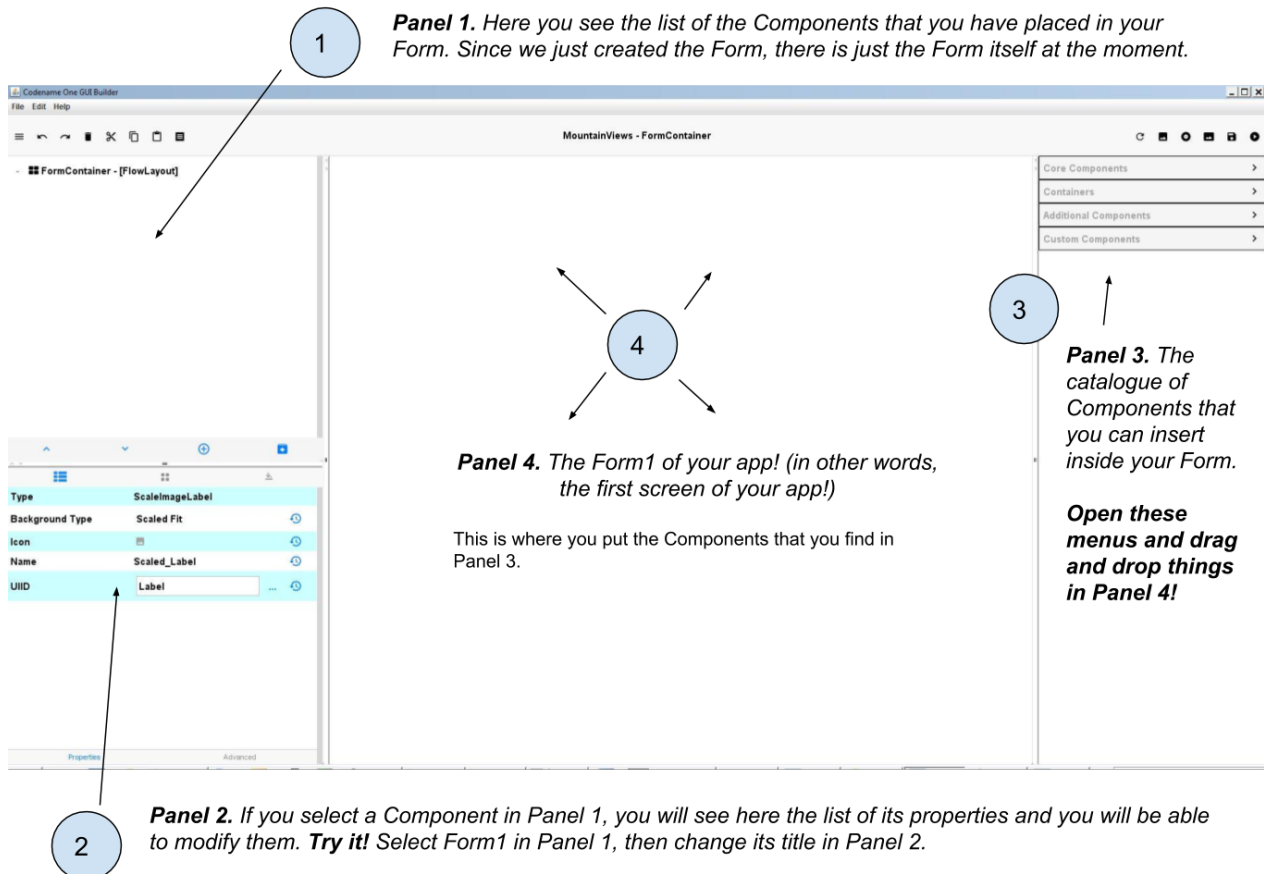 1
Panel 1. Here you see the list of the Components that you have placed in your
Form. Since we just created the Form, there is just the Form itself at the moment.
Codename One GUI Builder
File Edit Help
MountainViews - FormContainer
FormContainer - [FlowLayout]
Core Components
Containers
Additional Components
Custom Components
4
3
Panel 3. The
catalogue of
Components that
you can insert
inside your Form.
Open these
menus and drag
and drop things
in Panel 4!
Panel 4. The Form1 of your app! (in other words,
the first screen of your app!)
This is where you put the Components that you find in
Panel 3.
Type ScaleImageLabel
Background Type Scaled Fit
Icon
Name Scaled_Label
UIID Label ...
Properties Advanced
2
Panel 2. If you select a Component in Panel 1, you will see here the list of its properties and you will be able
to modify them. Try it! Select Form1 in Panel 1, then change its title in Panel 2.